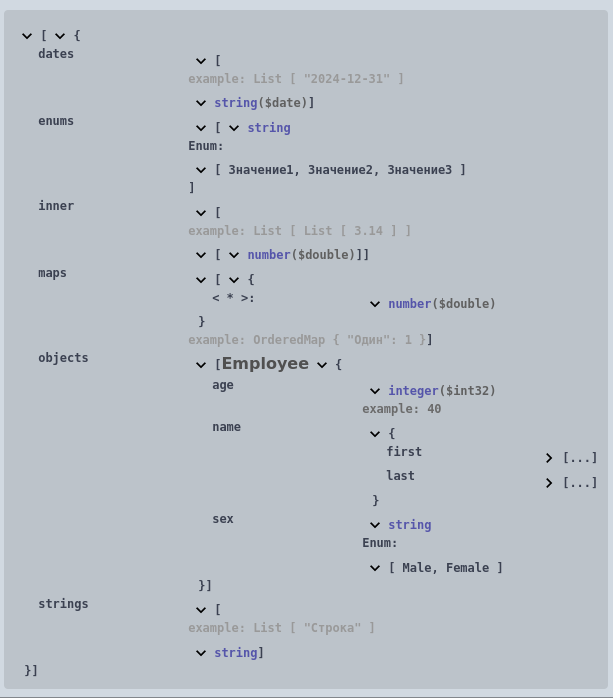 [ {
dates
[
example: List [ "2024-12-31" ]
string($date)]
enums
[ string
Enum:
[ Значение1, Значение2, Значение3 ]
]
inner
[
example: List [ List [ 3.14 ] ]
[ number($double)]]
maps
[ {
< * >: number($double)
}
example: OrderedMap { "Один": 1 }]
objects
[Employee {
age
integer($int32)
example: 40
name
{
first
[...]
last
[...]
}
sex
string
Enum:
[ Male, Female ]
}]
strings
[
example: List [ "Строка" ]
string]
}]